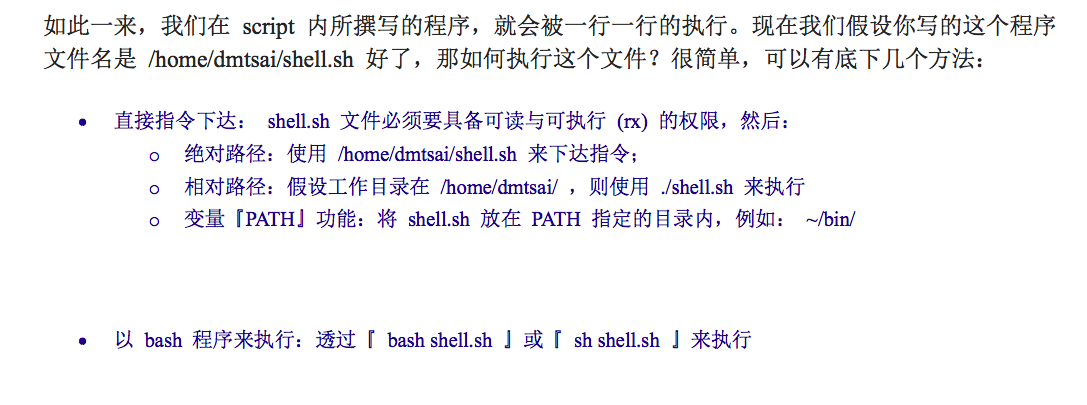 如此一来，我们在 script 内所撰写的程序，就会被一行一行的执行。现在我们假设你写的这个程序
文件名是 /home/dmtsai/shell.sh 好了，那如何执行这个文件？很简单，可以有底下几个方法：
• 直接指令下达： shell.sh 文件必须要具备可读与可执行 (rx) 的权限，然后：
o 绝对路径：使用 /home/dmtsai/shell.sh 来下达指令；
o 相对路径：假设工作目录在 /home/dmtsai/ ，则使用 ./shell.sh 来执行
o 变量『PATH』功能：将 shell.sh 放在 PATH 指定的目录内，例如： ~/bin/
• 以 bash 程序来执行：透过『 bash shell.sh 』或『 sh shell.sh 』来执行